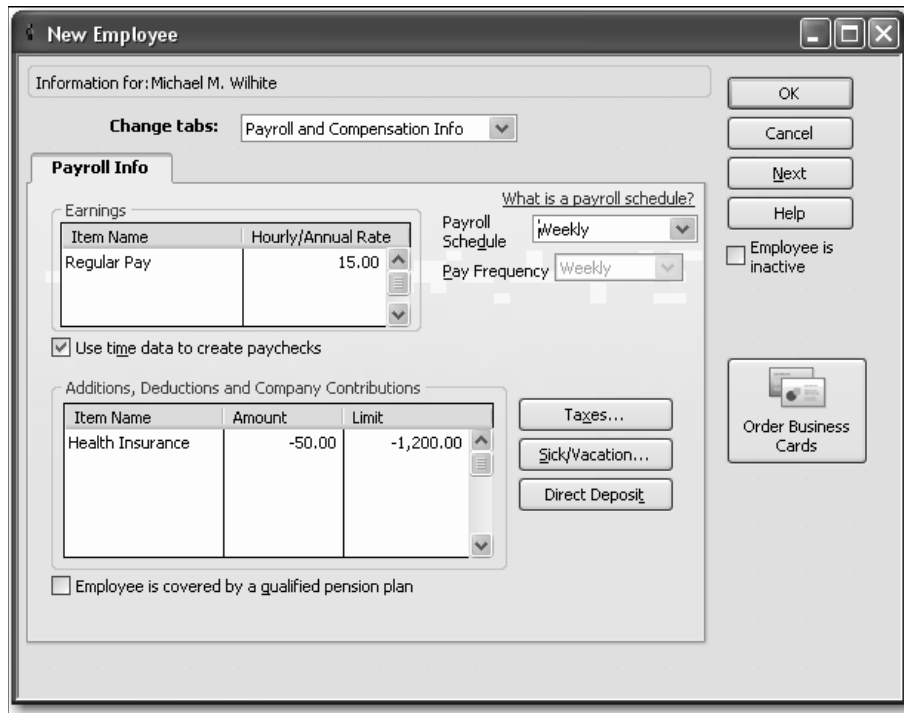 New Employee
Information for: Michael M. Wilhite
OK
Change tabs: Payroll and Compensation Info
Cancel
Payroll Info
Next
What is a payroll schedule?
Help
Earnings
Payroll Schedule Weekly
Item Name Hourly/Annual Rate
Employee is inactive
Regular Pay 15.00
Pay Frequency Weekly
Use time data to create paychecks
Additions, Deductions and Company Contributions
Item Name Amount Limit
Taxes...
Order Business Cards
Health Insurance -50.00 -1,200.00
Sick/Vacation...
Direct Deposit
Employee is covered by a qualified pension plan